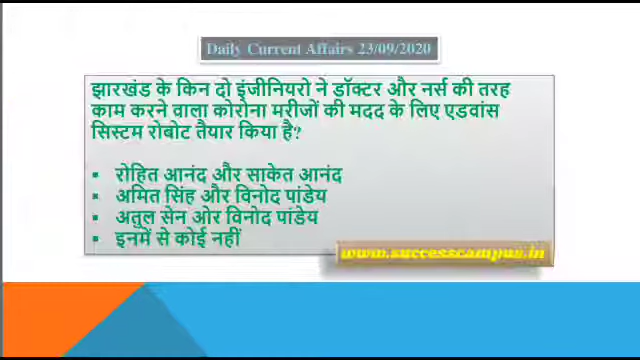 Daily Current Affairs 23/09/2020
झारखंड के किन दो इंजीनियरो ने डॉक्टर और नर्स की तरह
काम करने वाला कोरोना मरीजों की मदद के लिए एडवांस
सिस्टम रोबोट तैयार किया है?
▪ रोहित आनंद और साकेत आनंद
▪ अमित सिंह और विनोद पांडेय
▪ अतुल सेन ओर विनोद पांडेय
▪ इनमें से कोई नहीं
www.successcampus.in